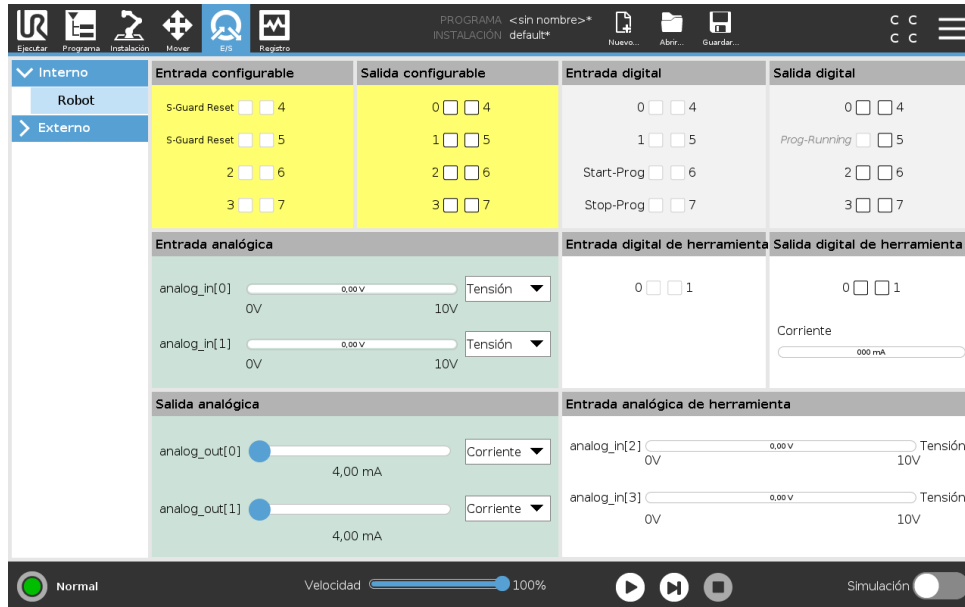 PROGRAMA <sin nombre>*
INSTALACIÓN default*
Ejecutar Programa Instalación Mover E/S Registro Nuevo... Abrir... Guardar...
C C
C C
Interno
Robot
Externo
Entrada configurable
S-Guard Reset 4
S-Guard Reset 5
2 6
3 7
Salida configurable
0 4
1 5
2 6
3 7
Entrada digital
0 4
1 5
Start-Prog 6
Stop-Prog 7
Salida digital
0 4
Prog-Running 5
2 6
3 7
Entrada analógica
analog_in[0] 0,00 V Tensión
0V 10V
analog_in[1] 0,00 V Tensión
0V 10V
Entrada digital de herramienta
0 1
Salida digital de herramienta
0 1
Corriente
000 mA
Salida analógica
analog_out[0] Corriente
4,00 mA
analog_out[1] Corriente
4,00 mA
Entrada analógica de herramienta
analog_in[2] 0,00 V Tensión
0V 10V
analog_in[3] 0,00 V Tensión
0V 10V
Normal Velocidad 100% Simulación